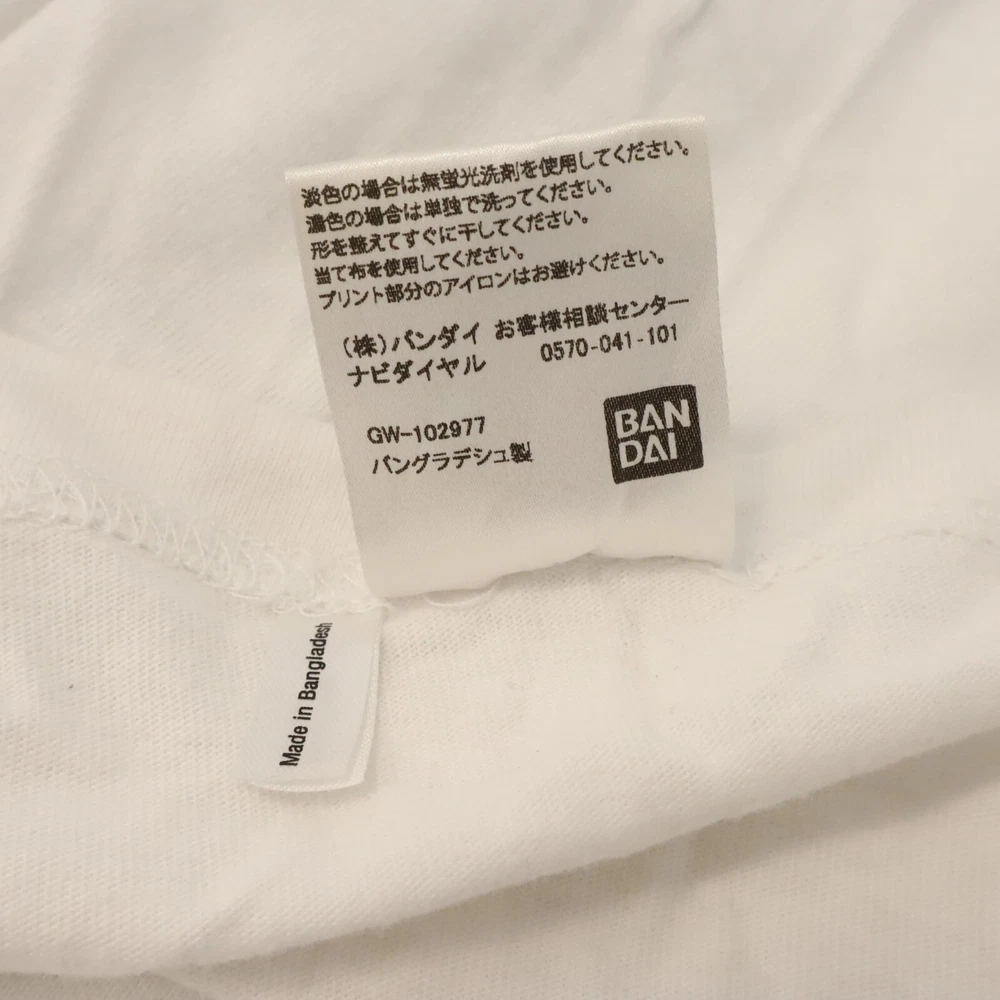 淡色の場合は無蛍光洗剤を使用してください。
濃色の場合は単独で洗ってください。
形を整えてすぐに干してください。
当て布を使用してください。
プリント部分のアイロンはお避けください。
(株)バンダイ お客様相談センター
ナビダイヤル 0570-041-101
GW-102977
バングラデシュ製
BAN
DAI
Made in Bangladesh